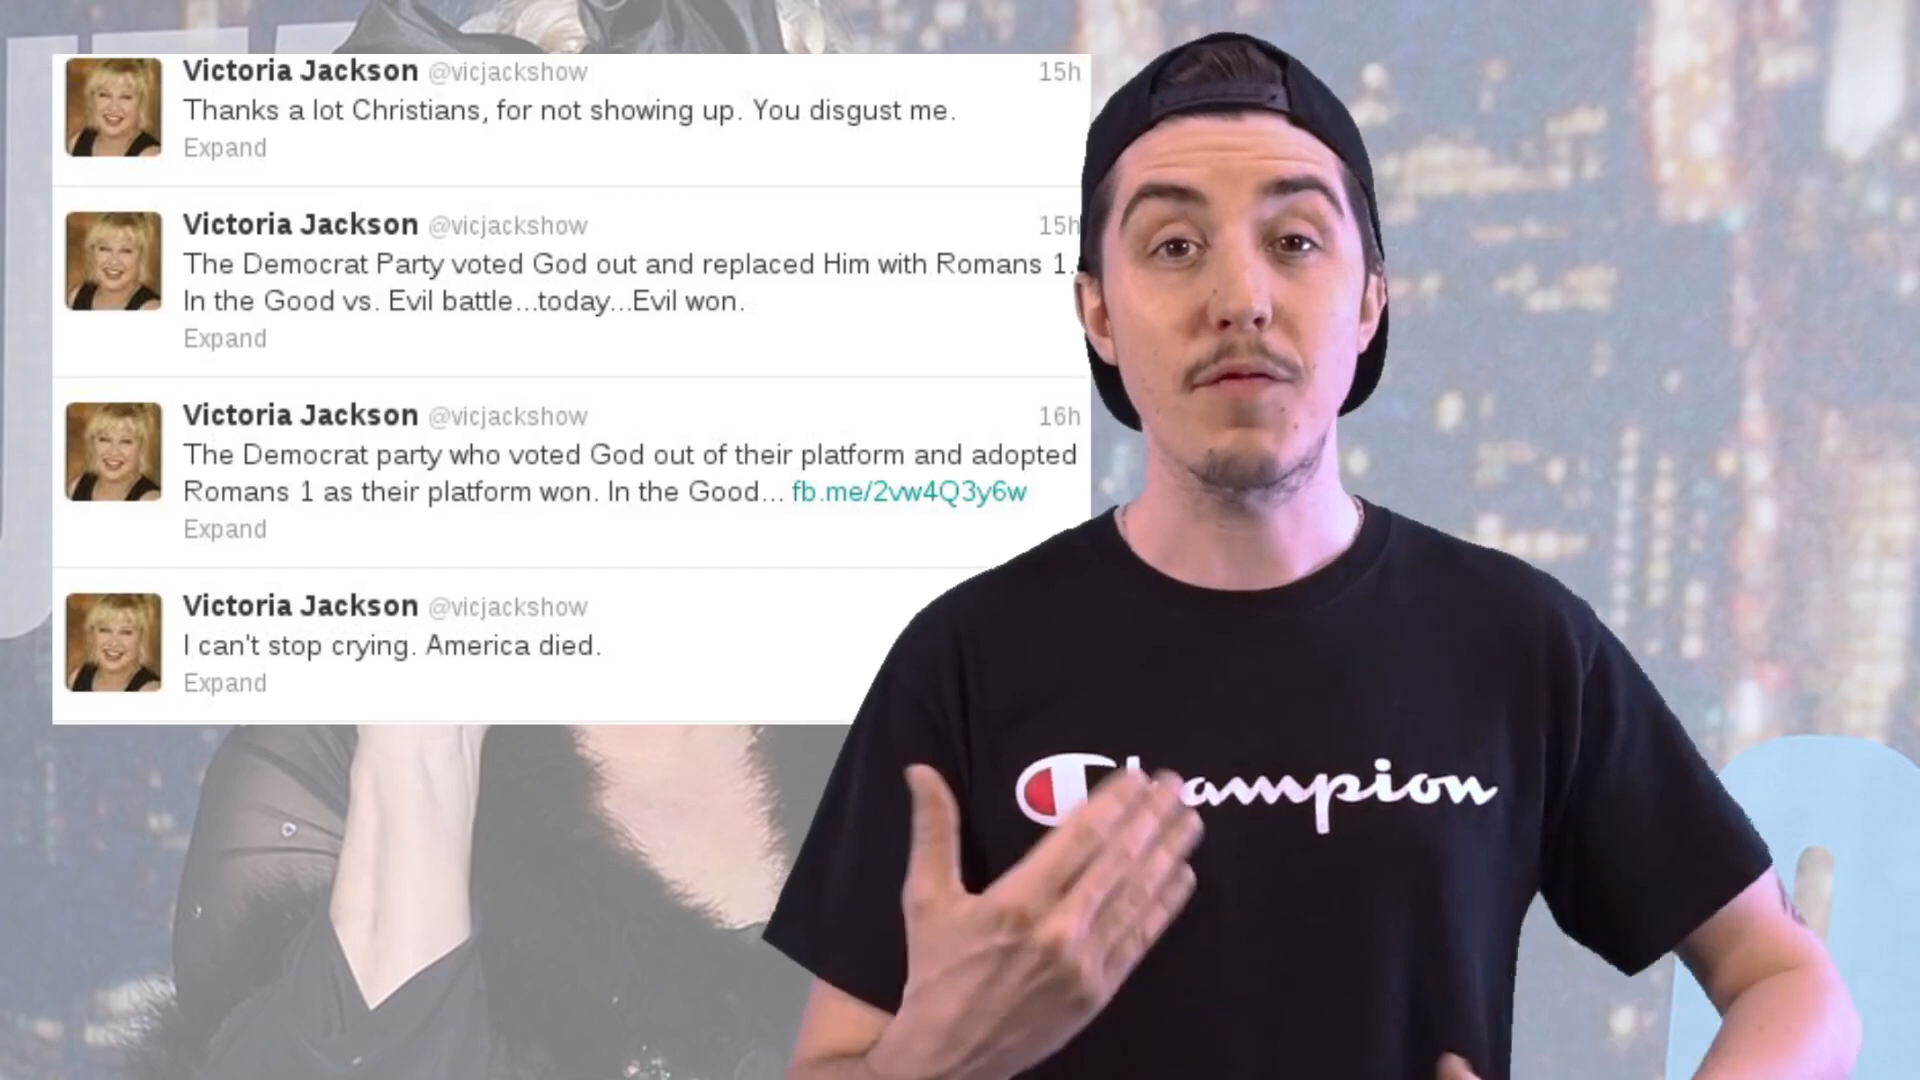 Victoria Jackson @vicjackshow 15h
Thanks a lot Christians, for not showing up. You disgust me.
Expand
Victoria Jackson @vicjackshow 15h
The Democrat Party voted God out and replaced Him with Romans 1.
In the Good vs. Evil battle...today...Evil won.
Expand
Victoria Jackson @vicjackshow 16h
The Democrat party who voted God out of their platform and adopted
Romans 1 as their platform won. In the Good... fb.me/2vw4Q3y6w
Expand
Victoria Jackson @vicjackshow
I can't stop crying. America died.
Expand
Champion